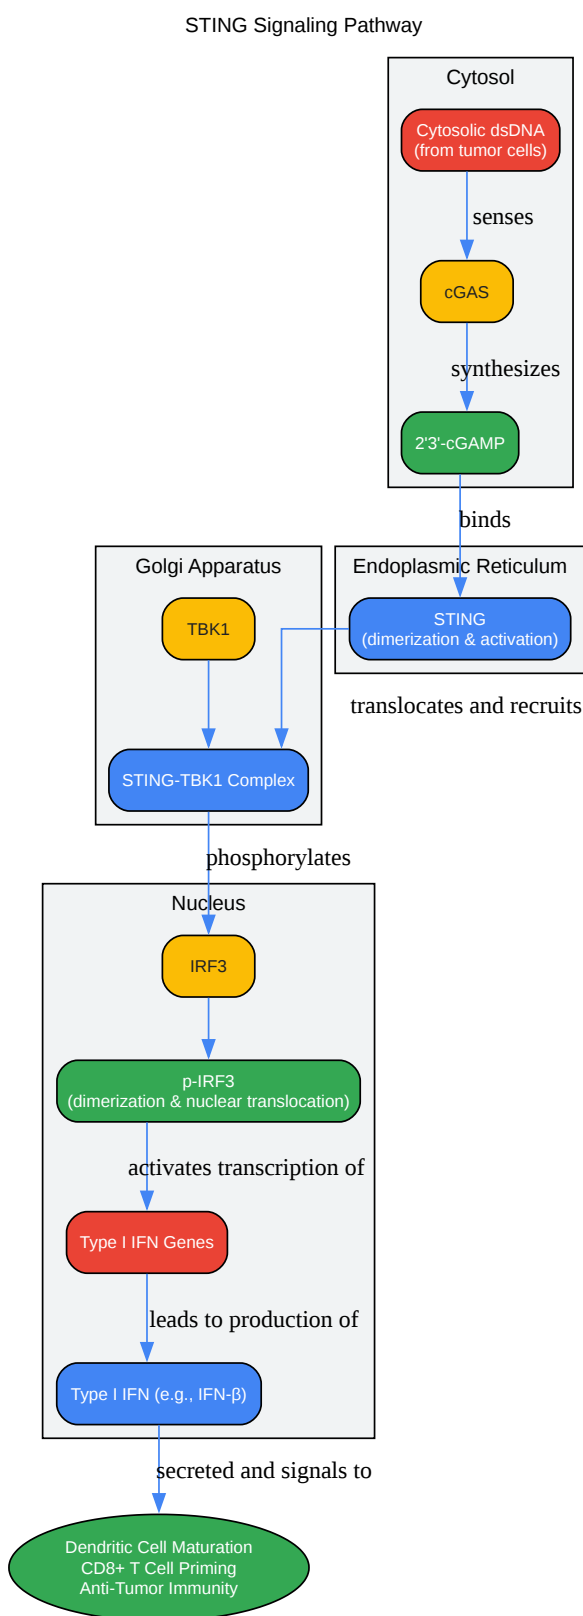 STING Signaling Pathway
Cytosol
Cytosolic dsDNA
(from tumor cells)
senses
cGAS
synthesizes
2'3'-cGAMP
binds
Golgi Apparatus
Endoplasmic Reticulum
TBK1
STING
(dimerization & activation)
translocates and recruits
STING-TBK1 Complex
phosphorylates
Nucleus
IRF3
p-IRF3
(dimerization & nuclear translocation)
activates transcription of
Type I IFN Genes
leads to production of
Type I IFN (e.g., IFN-β)
secreted and signals to
Dendritic Cell Maturation
CD8+ T Cell Priming
Anti-Tumor Immunity